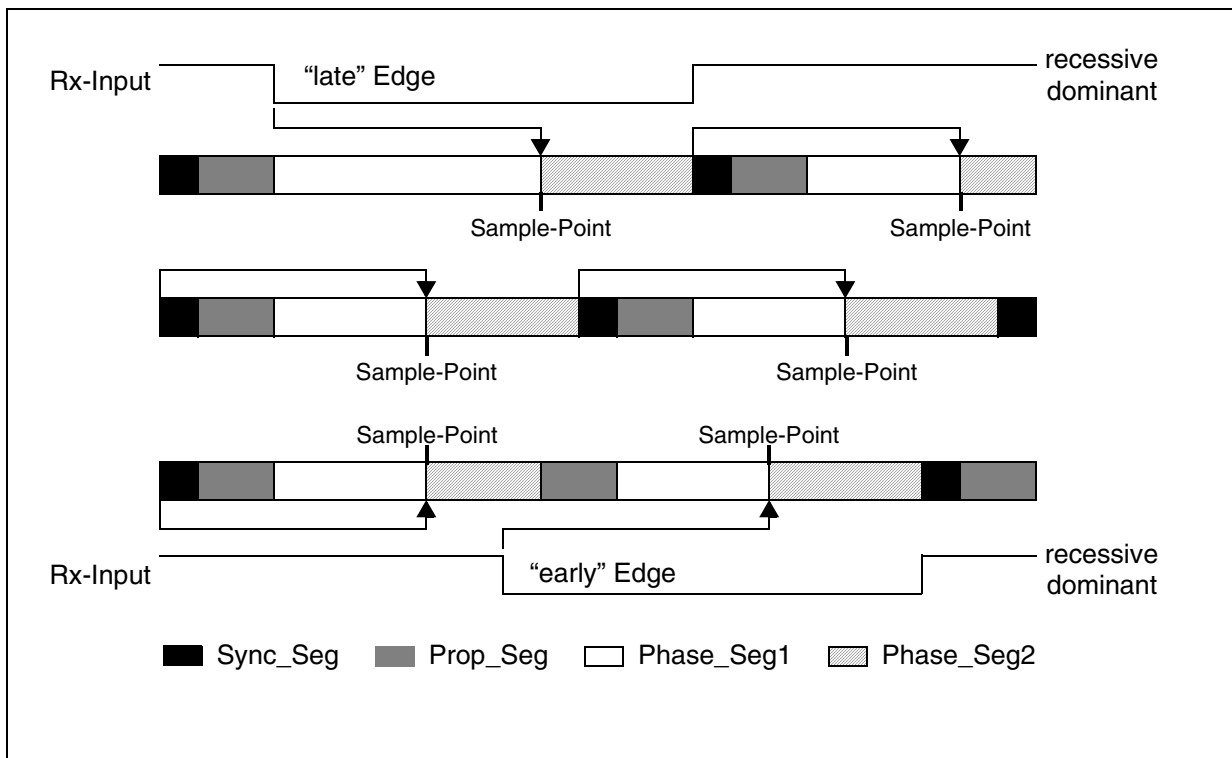 Rx-Input “late” Edge recessive
dominant
Sample-Point Sample-Point
Sample-Point Sample-Point
Sample-Point Sample-Point
Rx-Input “early” Edge recessive
dominant
Sync_Seg Prop_Seg Phase_Seg1 Phase_Seg2